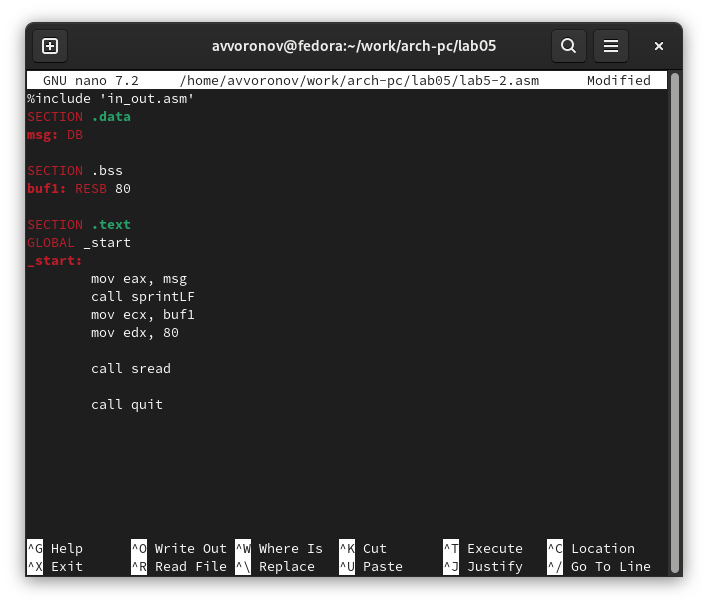 avvoronov@fedora:~/work/arch-pc/lab05
GNU nano 7.2 /home/avvoronov/work/arch-pc/lab05/lab5-2.asm Modified
%include 'in_out.asm'
SECTION .data
msg: DB
SECTION .bss
buf1: RESB 80
SECTION .text
GLOBAL _start
_start:
mov eax, msg
call sprintLF
mov ecx, buf1
mov edx, 80
call sread
call quit
^G Help ^O Write Out ^W Where Is ^K Cut ^T Execute ^C Location
^X Exit ^R Read File ^\ Replace ^U Paste ^J Justify ^/ Go To Line